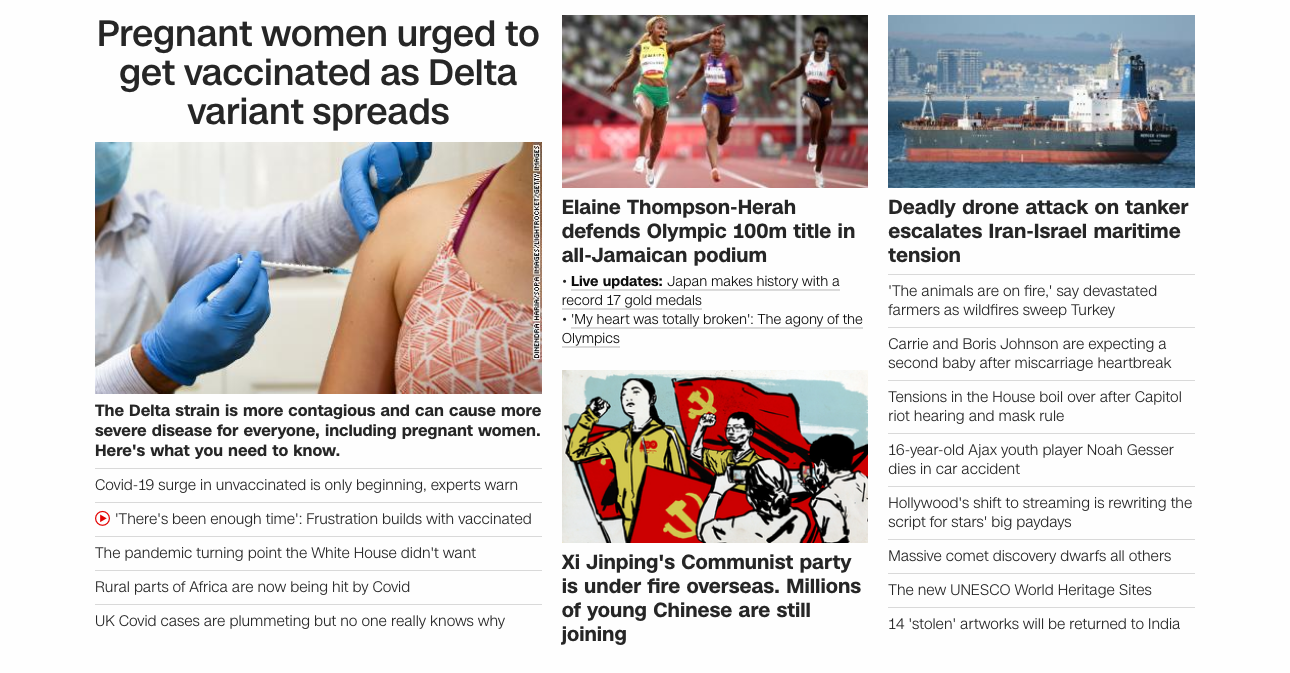 Pregnant women urged to
get vaccinated as Delta
variant spreads
DINENDRA HARIA/SOPA IMAGES/LIGHTROCKET/GETTY IMAGES
The Delta strain is more contagious and can cause more
severe disease for everyone, including pregnant women.
Here's what you need to know.
Covid-19 surge in unvaccinated is only beginning, experts warn
'There's been enough time': Frustration builds with vaccinated
The pandemic turning point the White House didn't want
Rural parts of Africa are now being hit by Covid
UK Covid cases are plummeting but no one really knows why
Elaine Thompson-Herah
defends Olympic 100m title in
all-Jamaican podium
• Live updates: Japan makes history with a
record 17 gold medals
• 'My heart was totally broken': The agony of the
Olympics
Xi Jinping's Communist party
is under fire overseas. Millions
of young Chinese are still
joining
Deadly drone attack on tanker
escalates Iran-Israel maritime
tension
'The animals are on fire,' say devastated
farmers as wildfires sweep Turkey
Carrie and Boris Johnson are expecting a
second baby after miscarriage heartbreak
Tensions in the House boil over after Capitol
riot hearing and mask rule
16-year-old Ajax youth player Noah Gesser
dies in car accident
Hollywood's shift to streaming is rewriting the
script for stars' big paydays
Massive comet discovery dwarfs all others
The new UNESCO World Heritage Sites
14 'stolen' artworks will be returned to India